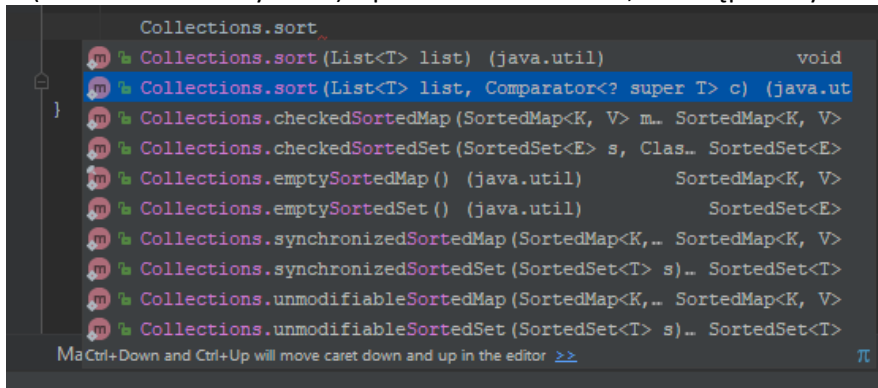 Collections.sort
Collections.sort(List<T> list) (java.util) void
Collections.sort(List<T> list, Comparator<? super T> c) (java.ut
} Collections.checkedSortedMap(SortedMap<K, V> m… SortedMap<K, V>
Collections.checkedSortedSet(SortedSet<E> s, Clas… SortedSet<E>
Collections.emptySortedMap() (java.util) SortedMap<K, V>
Collections.emptySortedSet() (java.util) SortedSet<E>
Collections.synchronizedSortedMap(SortedMap<K,… SortedMap<K, V>
Collections.synchronizedSortedSet(SortedSet<T> s)… SortedSet<T>
Collections.unmodifiableSortedMap(SortedMap<K,… SortedMap<K, V>
Collections.unmodifiableSortedSet(SortedSet<T> s)… SortedSet<T>
Ma Ctrl+Down and Ctrl+Up will move caret down and up in the editor >> π